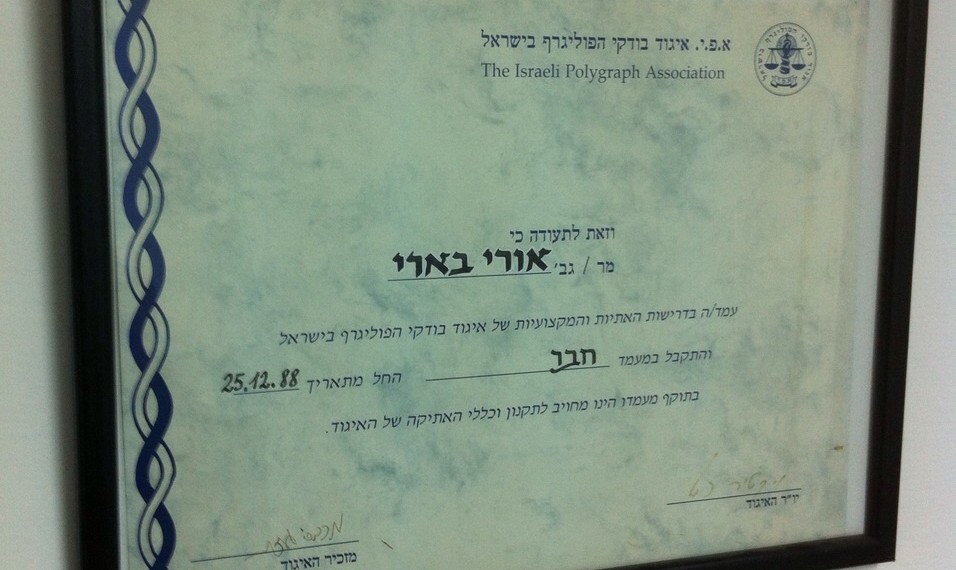 א.פ.י. איגוד בודקי הפוליגרף בישראל
The Israeli Polygraph Association
וזאת לתעודה כי
מר / גב' אורי בארי
עמד/ה בדרישות האתיות והמקצועיות של איגוד בודקי הפוליגרף בישראל
והתקבל במעמד חבר החל מתאריך 25.12.88
בתוקף מעמדו הינו מחויב לתקנון וכללי האתיקה של האיגוד.
יו"ר האיגוד
מזכיר האיגוד